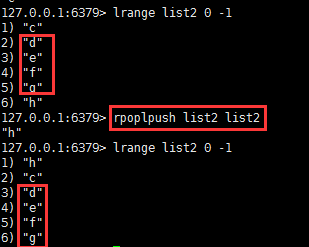 127.0.0.1:6379> lrange list2 0 -1
1) "c"
2) "d"
3) "e"
4) "f"
5) "g"
6) "h"
127.0.0.1:6379> rpoplpush list2 list2
"h"
127.0.0.1:6379> lrange list2 0 -1
1) "h"
2) "c"
3) "d"
4) "e"
5) "f"
6) "g"